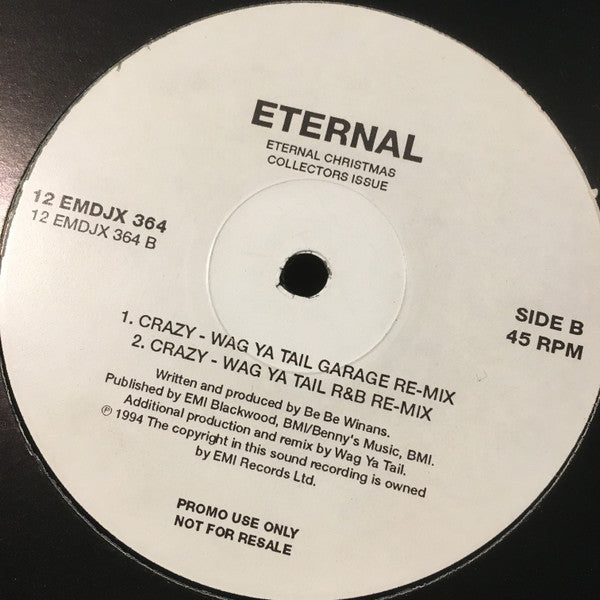 ETERNAL
ETERNAL CHRISTMAS
COLLECTORS ISSUE
12 EMDJX 364
12 EMDJX 364 B
SIDE B
45 RPM
1. CRAZY - WAG YA TAIL GARAGE RE-MIX
2. CRAZY - WAG YA TAIL R&B RE-MIX
Written and produced by Be Be Winans.
Published by EMI Blackwood, BMI/Benny's Music, BMI.
Additional production and remix by Wag Ya Tail.
℗ 1994 The copyright in this sound recording is owned
by EMI Records Ltd.
PROMO USE ONLY
NOT FOR RESALE